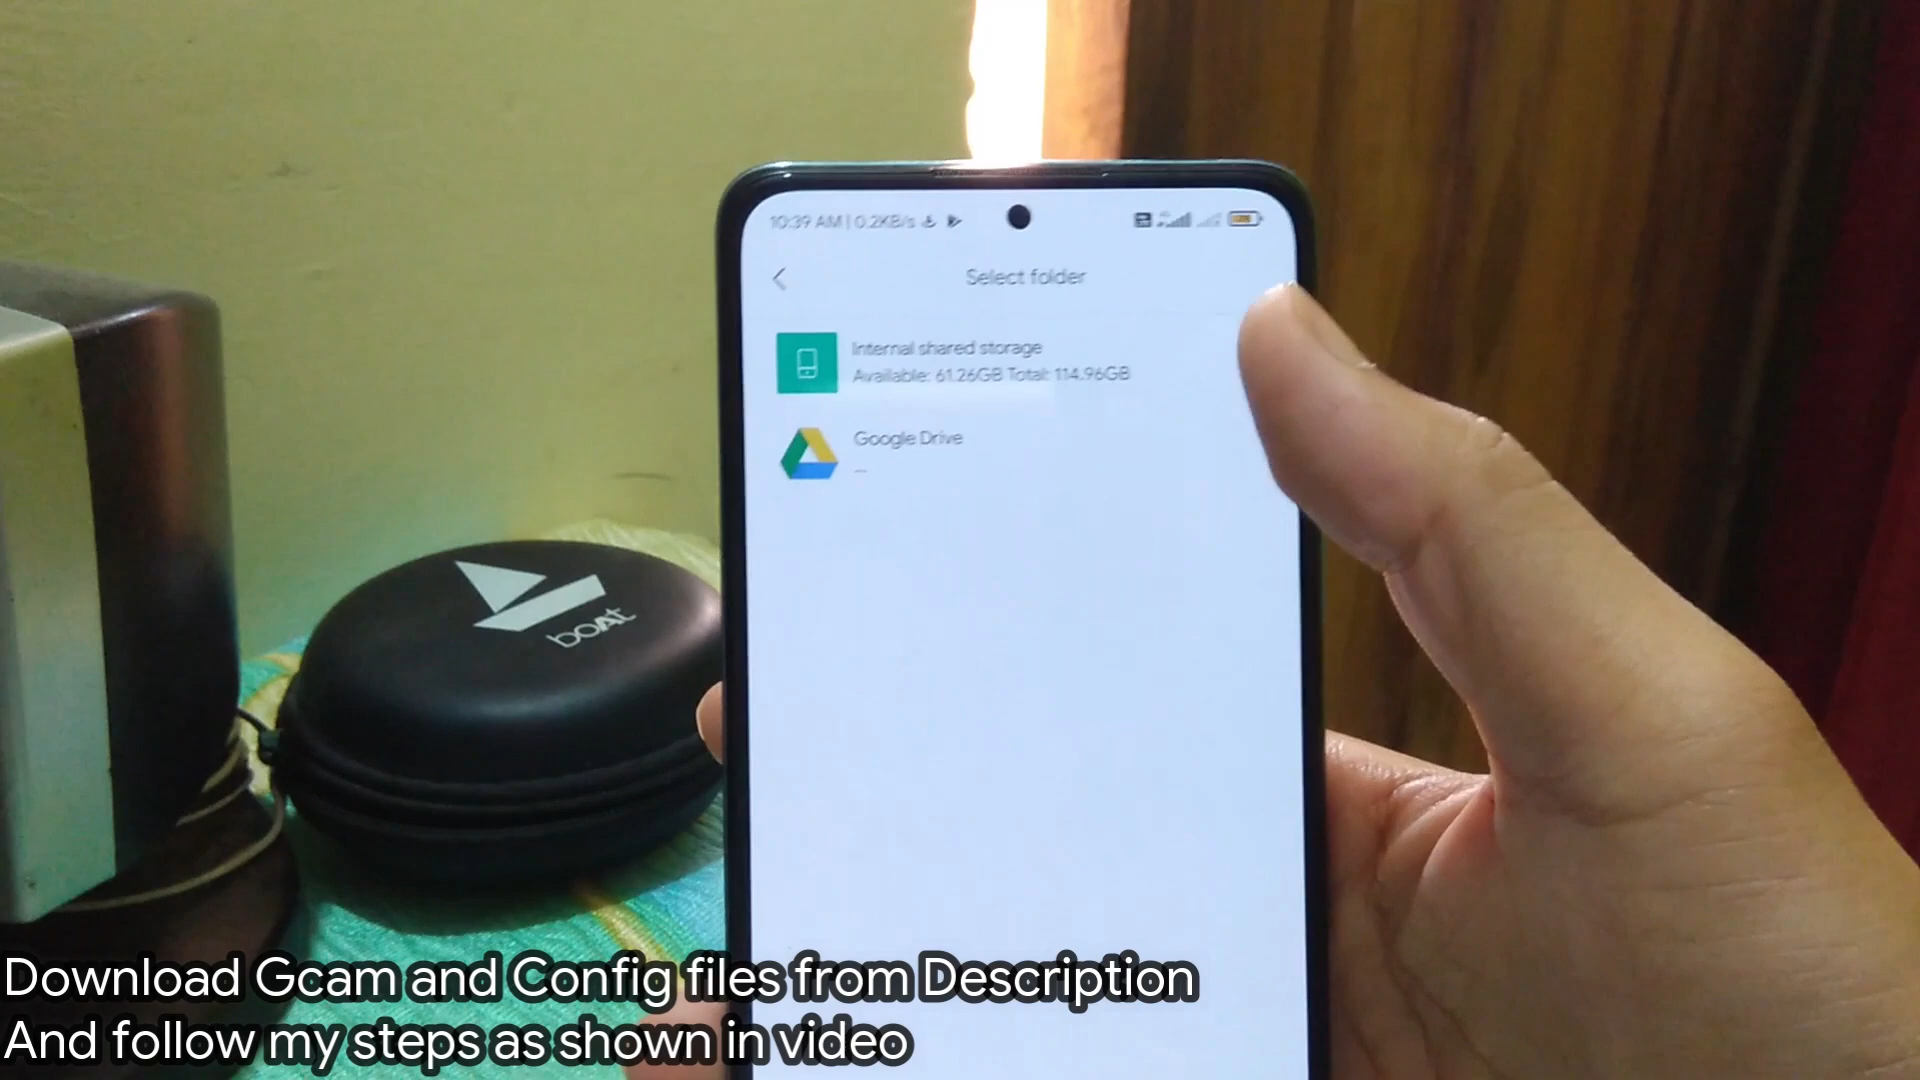 10:39 AM | 0.2KB/s
Select folder
Internal shared storage
Available: 61.26GB Total: 114.96GB
Google Drive
--
boAt
Download Gcam and Config files from Description
And follow my steps as shown in video